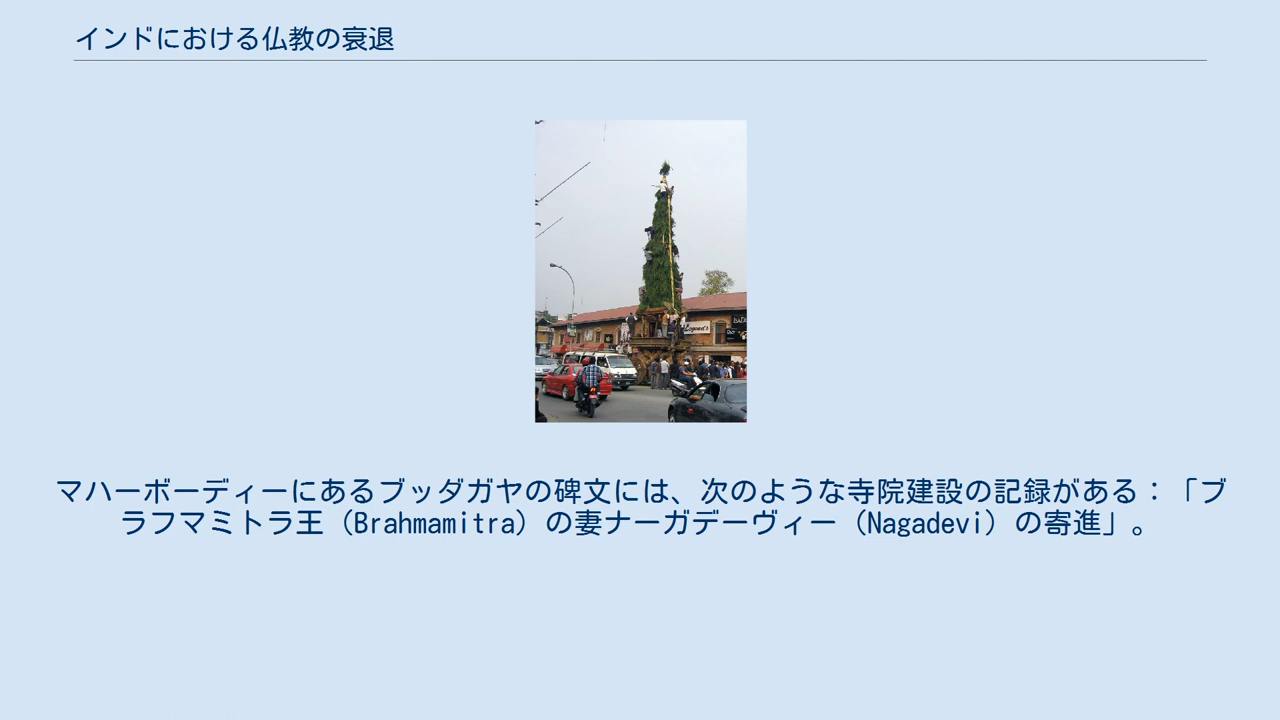 インドにおける仏教の衰退
マハーボーディーにあるブッダガヤの碑文には、次のような寺院建設の記録がある：「ブ
ラフマミトラ王（Brahmamitra）の妻ナーガデーヴィー（Nagadevi）の寄進」。